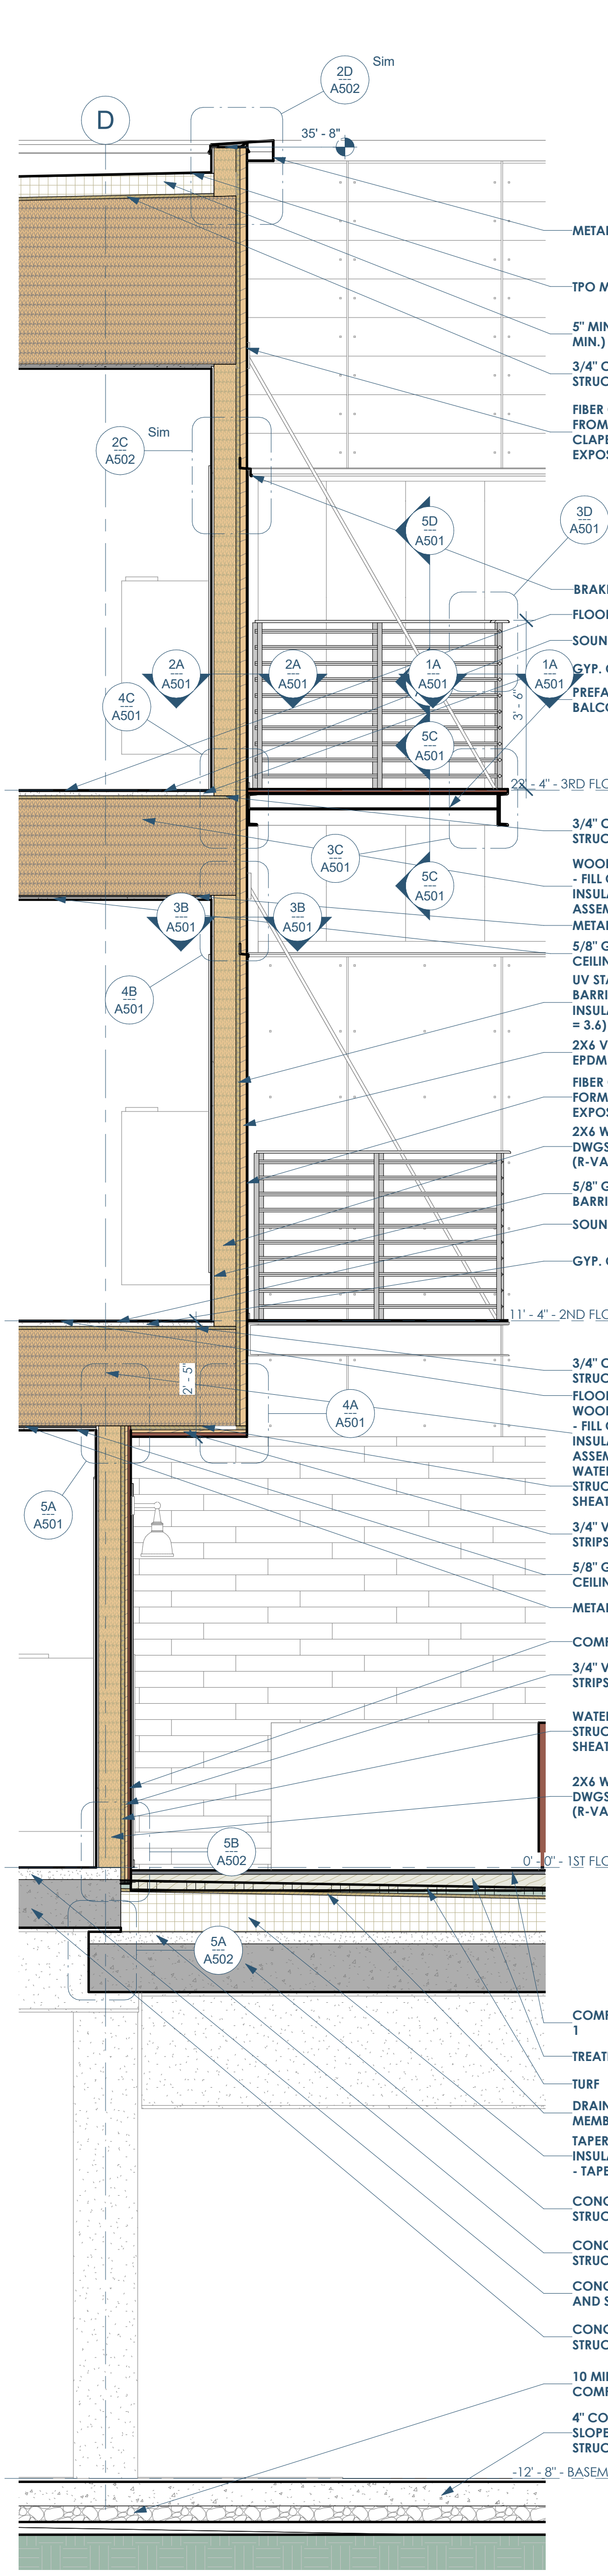 2D
A502
Sim
D
35' - 8"
METAL
TPO M
5" MIN
MIN.)
3/4" C
STRUC
FIBER
FROM
CLAPE
EXPOS
2C
A502
Sim
3D
A501
5D
A501
BRAKE
FLOOR
SOUN
GYP. C
PREFA
BALCO
2A
A501
2A
A501
1A
A501
1A
A501
4C
A501
3' - 6"
5C
A501
22' - 4" - 3RD FLO
3/4" C
STRUC
3C
A501
WOOD
- FILL C
INSULA
ASSEM
METAL
5C
A501
3B
A501
3B
A501
5/8" G
CEILIN
UV STA
BARRI
INSULA
= 3.6)
4B
A501
2X6 V
EPDM
FIBER
FORM
EXPOS
2X6 W
DWGS
(R-VA
5/8" G
BARRI
SOUN
GYP. C
11' - 4" - 2ND FLO
2' - 5"
3/4" C
STRUC
FLOOR
WOOD
- FILL C
INSULA
ASSEM
WATER
STRUC
SHEAT
4A
A501
5A
A501
3/4" V
STRIPS
5/8" G
CEILIN
METAL
COMP
3/4" V
STRIPS
WATER
STRUC
SHEAT
2X6 W
DWGS
(R-VA
5B
A502
0' - 0" - 1ST FLO
5A
A502
COMP
1
TREAT
TURF
DRAIN
MEMB
TAPER
INSULA
- TAPE
CONC
STRUC
CONC
STRUC
CONC
AND S
CONC
STRUC
10 MIL
COMP
4" CO
SLOPE
STRUC
-12' - 8" - BASEM